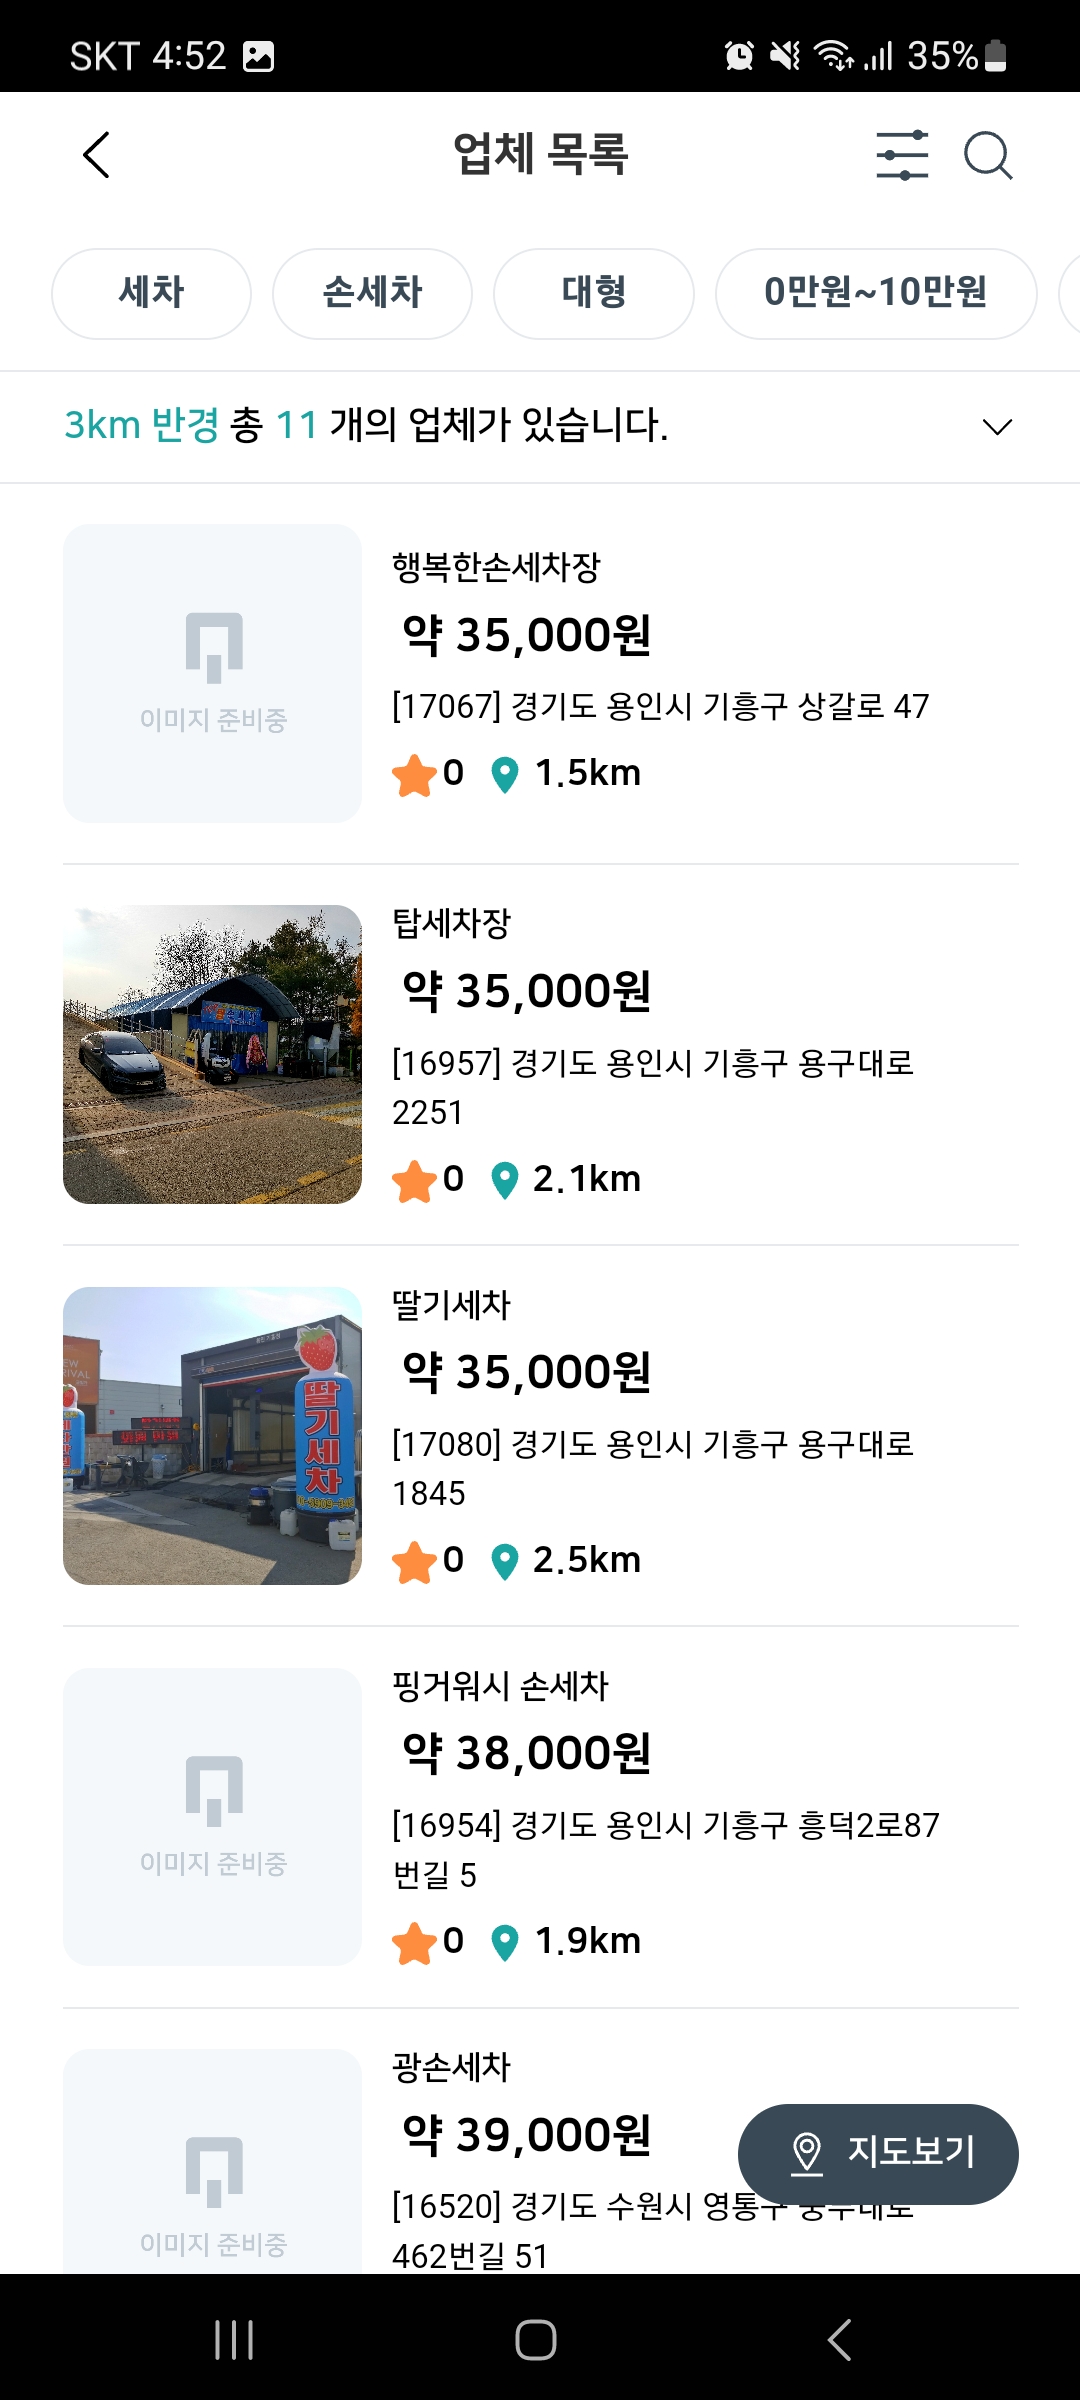 SKT 4:52
35%
업체 목록
세차
손세차
대형
0만원~10만원
3km 반경 총 11 개의 업체가 있습니다.
이미지 준비중
행복한손세차장
약 35,000원
[17067] 경기도 용인시 기흥구 상갈로 47
0 1.5km
탑세차장
약 35,000원
[16957] 경기도 용인시 기흥구 용구대로
2251
0 2.1km
딸기세차
딸기세차
약 35,000원
[17080] 경기도 용인시 기흥구 용구대로
1845
0 2.5km
이미지 준비중
핑거워시 손세차
약 38,000원
[16954] 경기도 용인시 기흥구 흥덕2로87
번길 5
0 1.9km
이미지 준비중
광손세차
약 39,000원
지도보기
[16520] 경기도 수원시 영통구 중부대로
462번길 51